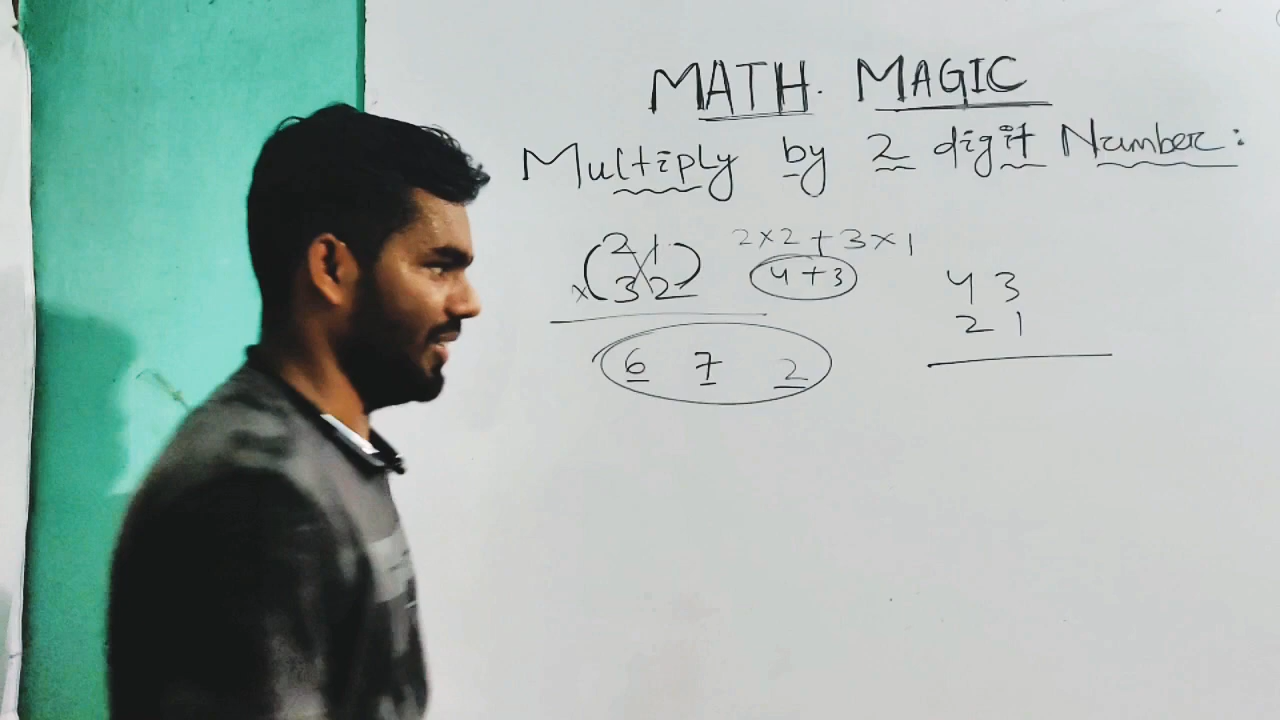 MATH. MAGIC
Multiply by 2 digit Number:
(2 1) 2×2+3×1
×(3 2) 4+3
6 7 2
4 3
2 1